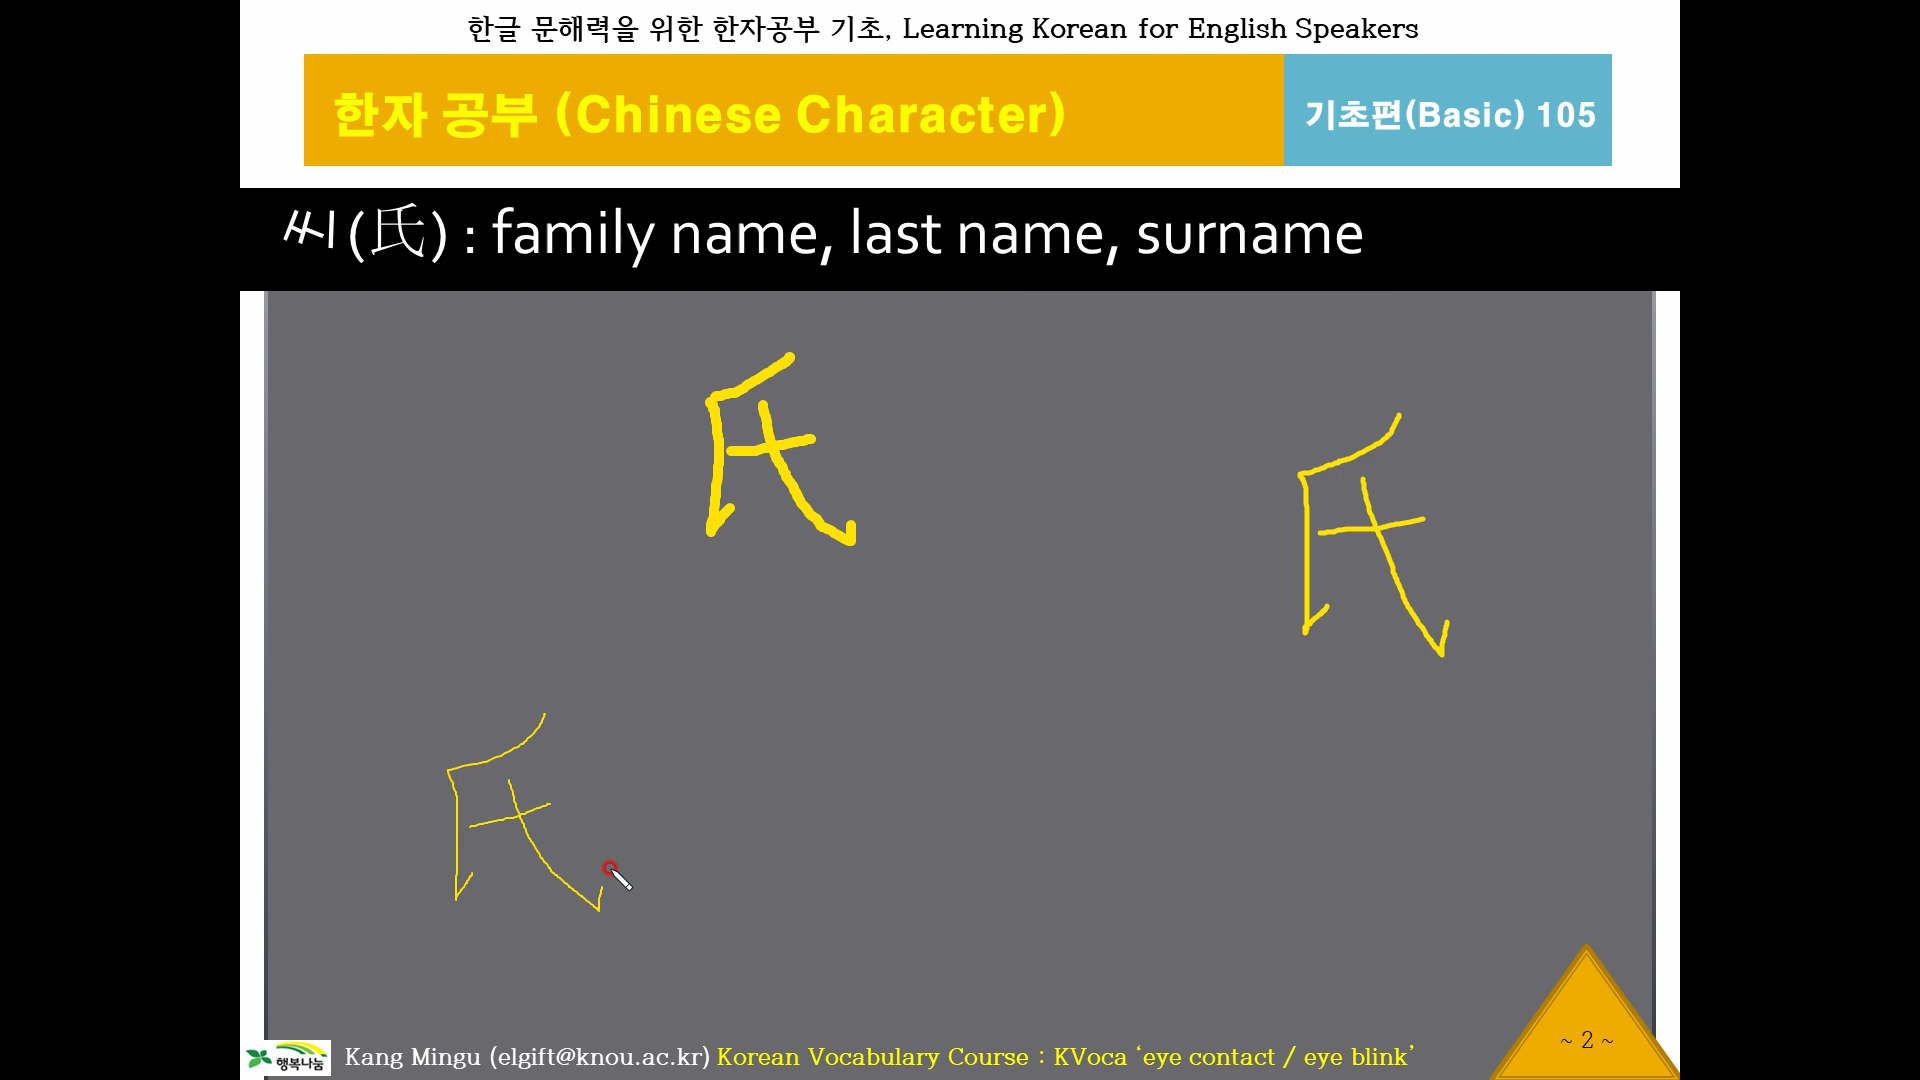 한글 문해력을 위한 한자공부 기초, Learning Korean for English Speakers
한자 공부 (Chinese Character)
기초편(Basic) 105
씨(氏) : family name, last name, surname
氏
氏
氏
~ 2 ~
행복나눔
Kang Mingu (elgift@knou.ac.kr) Korean Vocabulary Course : KVoca ‘eye contact / eye blink’